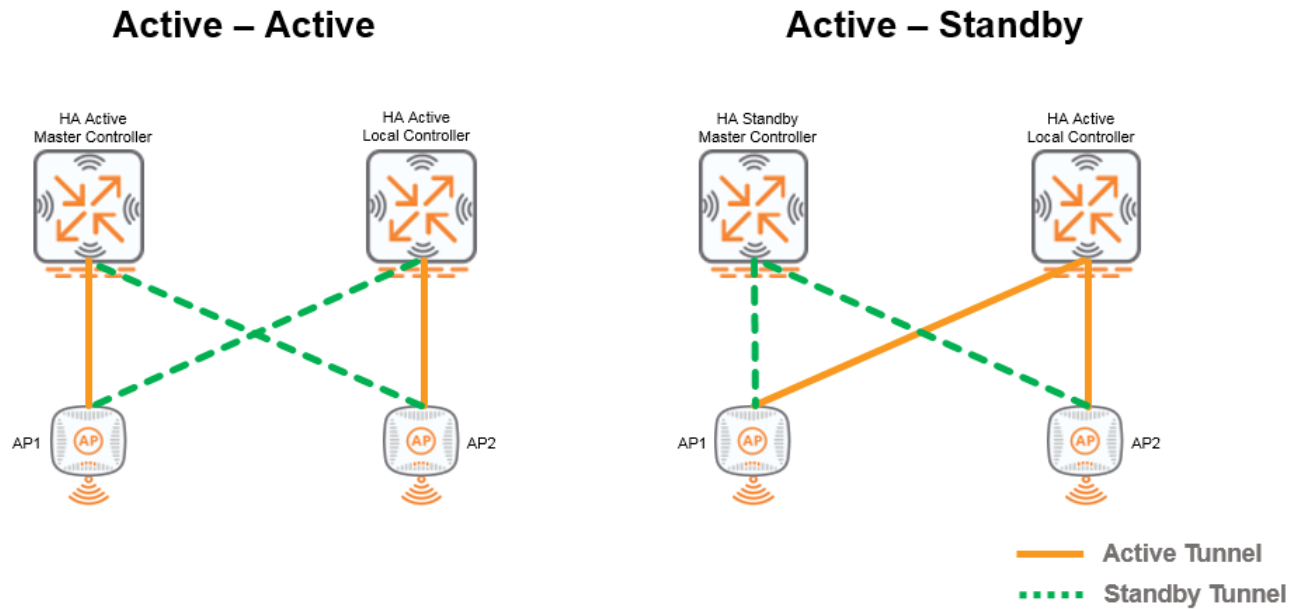 Active – Active
Active – Standby
HA Active
Master Controller
HA Active
Local Controller
HA Standby
Master Controller
HA Active
Local Controller
AP1
AP
AP
AP2
AP1
AP
AP
AP2
Active Tunnel
Standby Tunnel